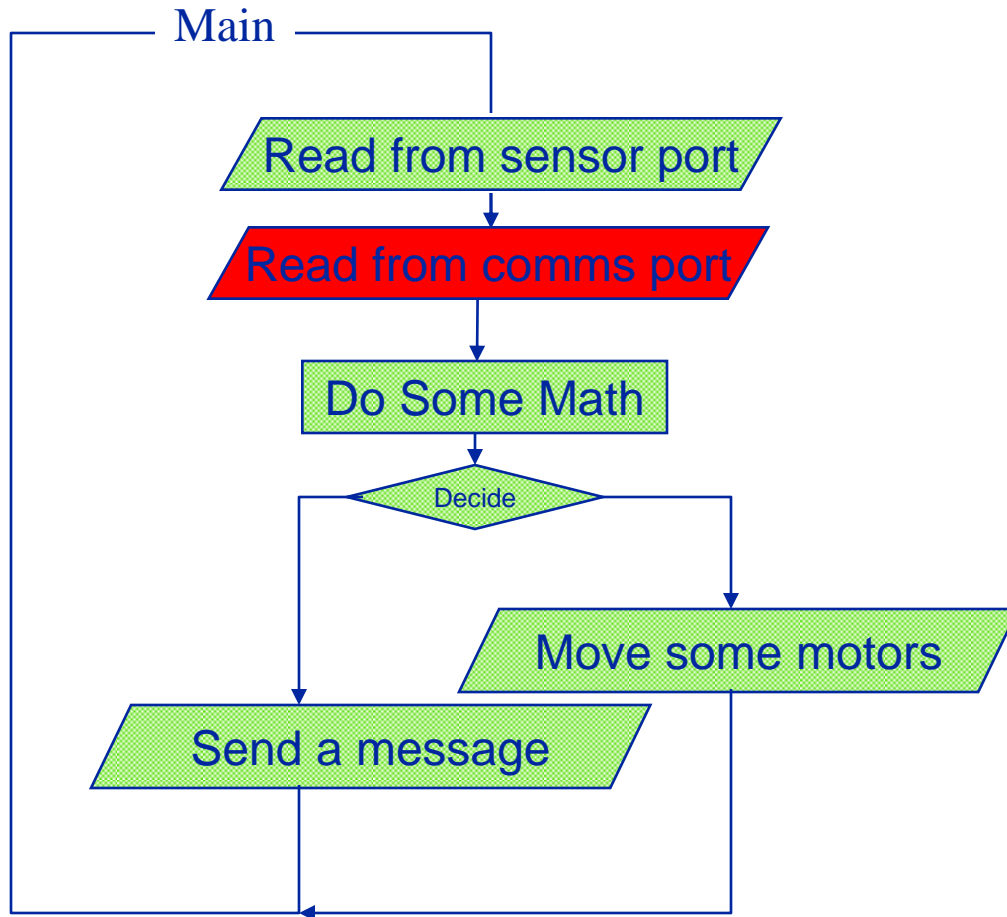 Main
Read from sensor port
Read from comms port
Do Some Math
Decide
Move some motors
Send a message